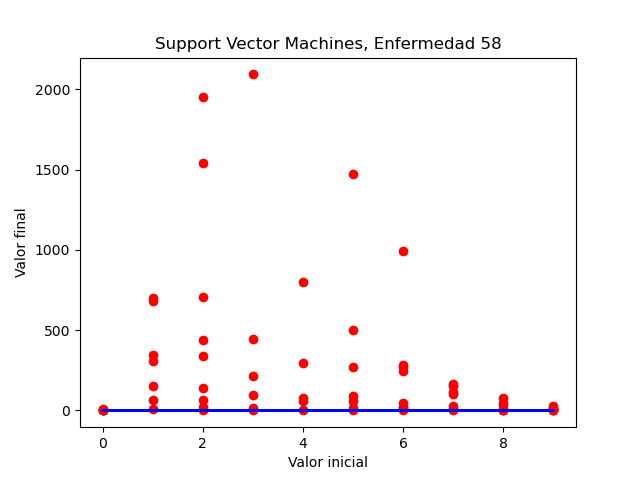 Support Vector Machines, Enfermedad 58
2000
1500
1000
500
0
Valor final
0 2 4 6 8
Valor inicial